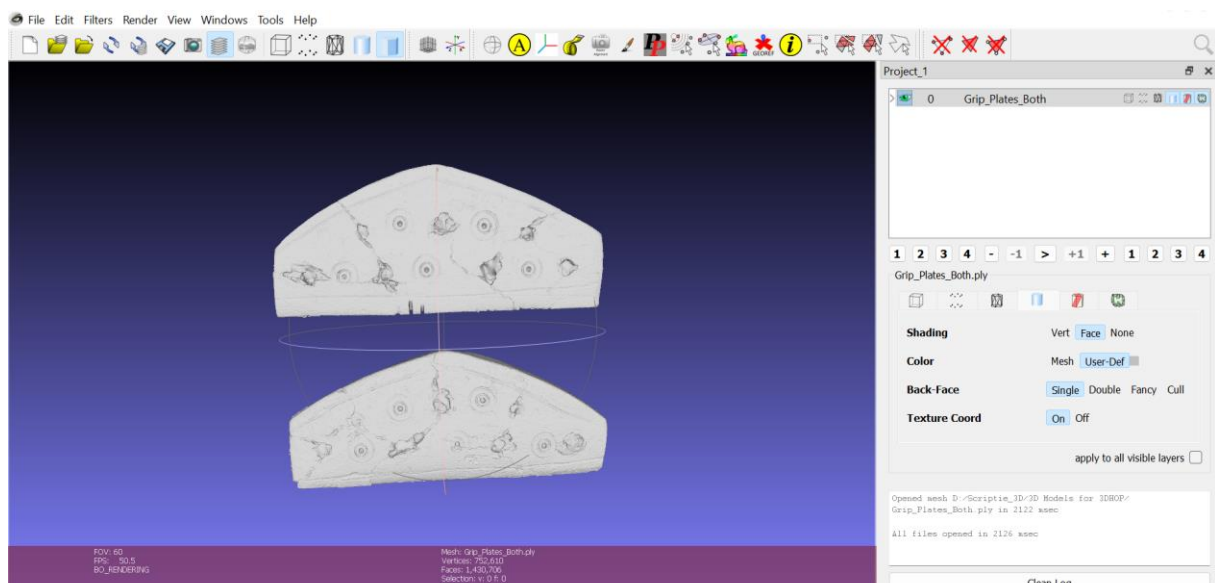 File Edit Filters Render View Windows Tools Help
A Pp GEOREF i
Project_1
0 Grip_Plates_Both
1 2 3 4 - -1 > +1 + 1 2 3 4
Grip_Plates_Both.ply
Shading Vert Face None
Color Mesh User-Def
Back-Face Single Double Fancy Cull
Texture Coord On Off
apply to all visible layers
Opened mesh D:/Scriptie_3D/3D Models for 3DHOP/
Grip_Plates_Both.ply in 2122 msec
All files opened in 2126 msec
FOV: 60
FPS: 50.5
BO_RENDERING
Mesh: Grip_Plates_Both.ply
Vertices: 752,610
Faces: 1,430,706
Selection: v: 0 f: 0
Clean Log